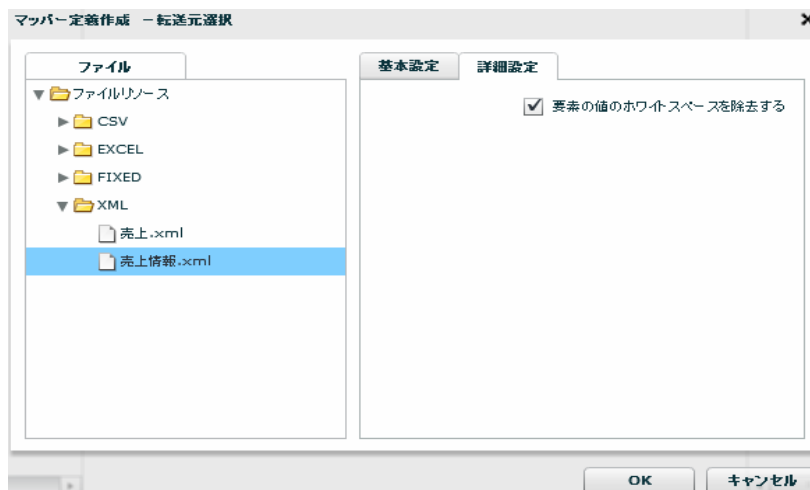 マッパー定義作成 －転送元選択
ファイル
ファイルリソース
CSV
EXCEL
FIXED
XML
売上.xml
売上情報.xml
基本設定
詳細設定
要素の値のホワイトスペースを除去する
OK
キャンセル